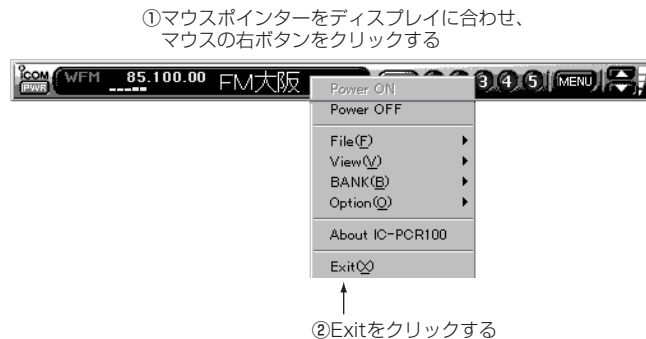 ①マウスポインターをディスプレイに合わせ、
マウスの右ボタンをクリックする
ICOM
PWR
WFM 85.100.00 FM大阪
3 4 5 MENU
Power ON
Power OFF
File(F)
View(V)
BANK(B)
Option(O)
About IC-PCR100
Exit(X)
②Exitをクリックする